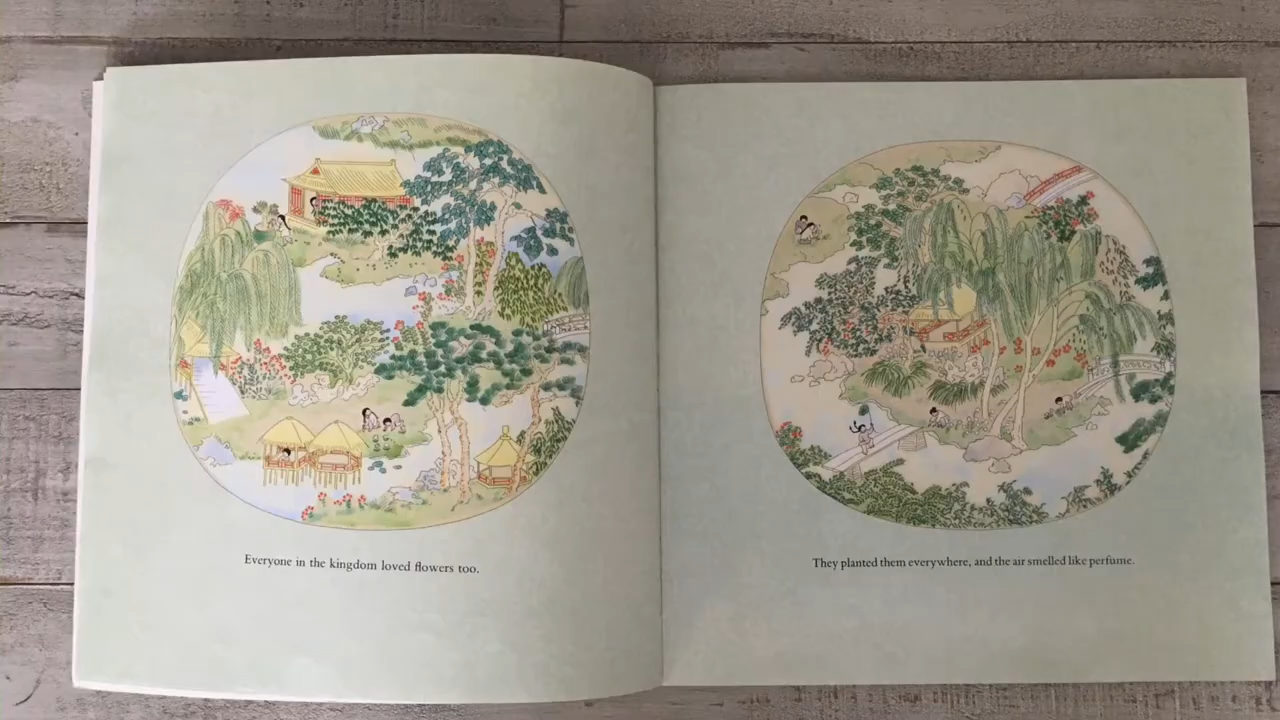 Everyone in the kingdom loved flowers too.
They planted them everywhere, and the air smelled like perfume.